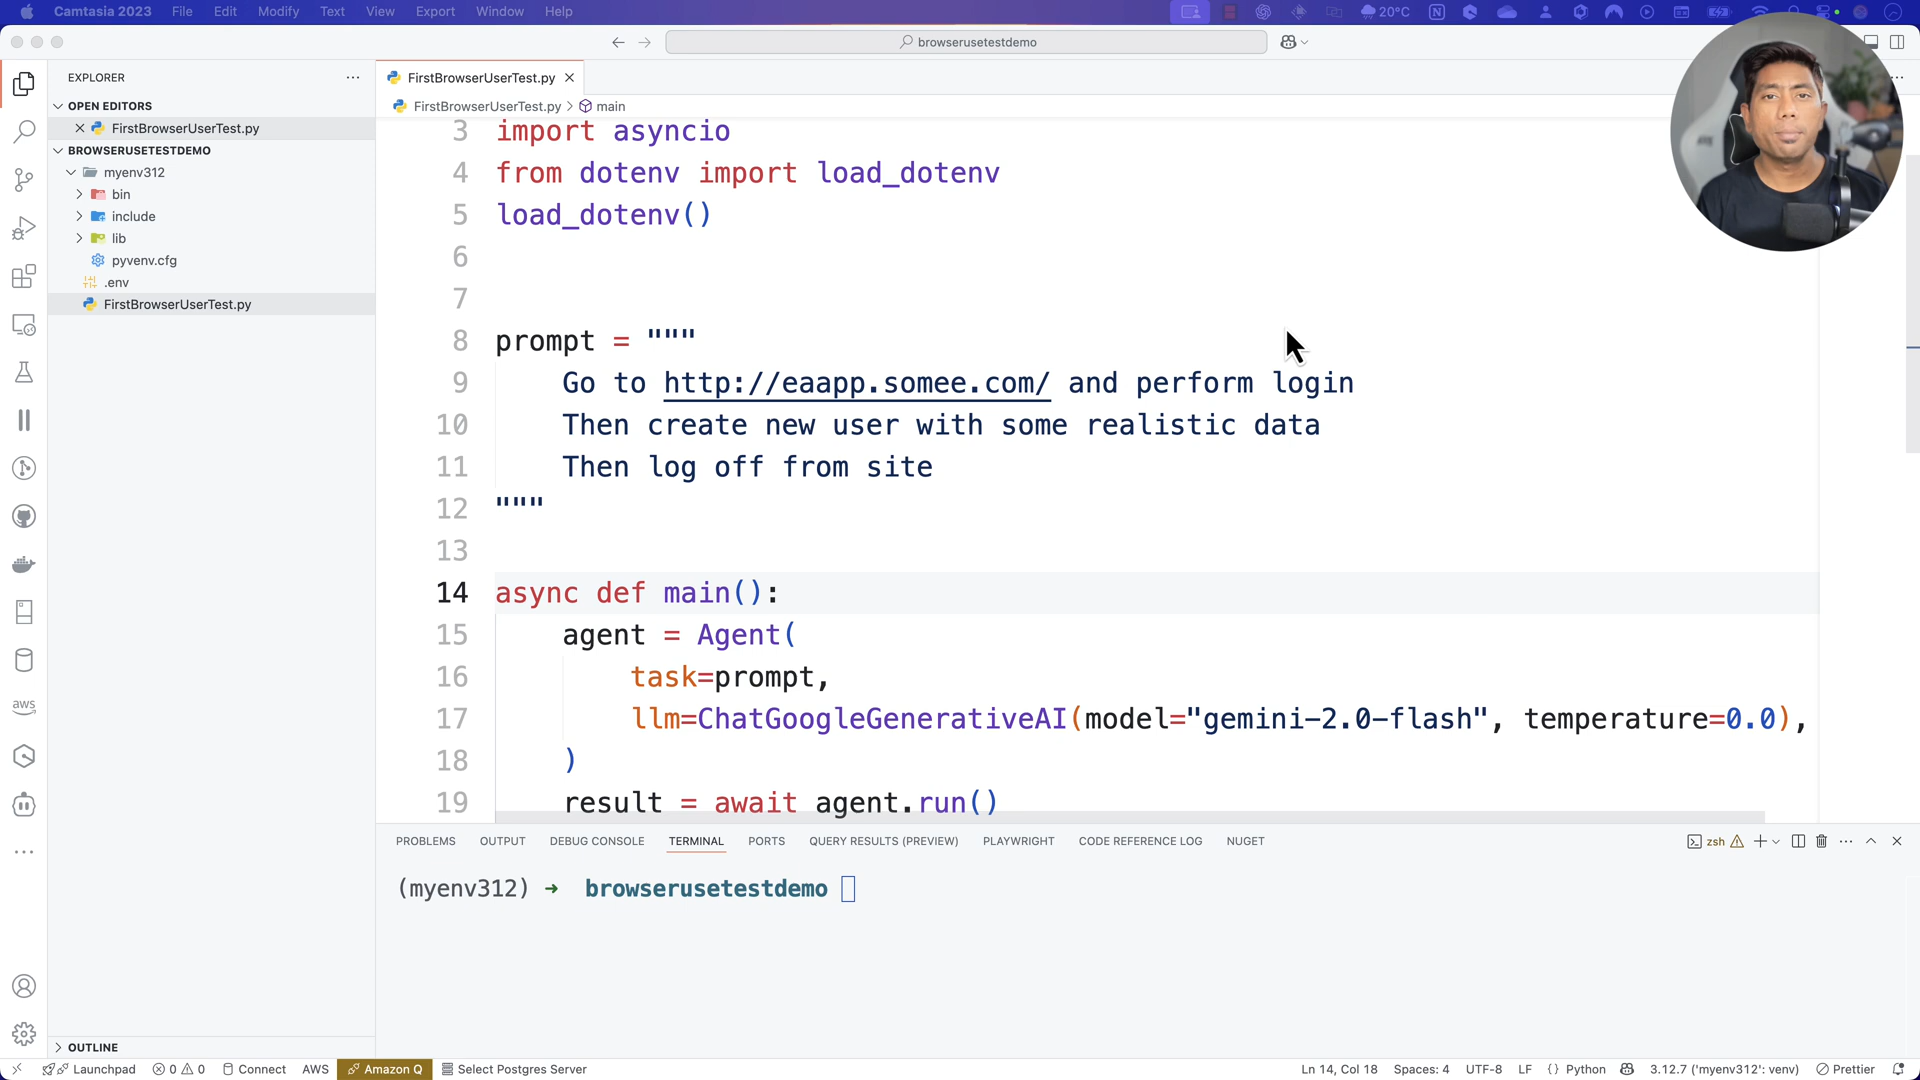 Camtasia 2023 File Edit Modify Text View Export Window Help 20°C
browserusetestdemo
EXPLORER
OPEN EDITORS
FirstBrowserUserTest.py
BROWSERUSETESTDEMO
myenv312
bin
include
lib
pyvenv.cfg
.env
FirstBrowserUserTest.py
OUTLINE
aws
FirstBrowserUserTest.py
FirstBrowserUserTest.py > main
3 import asyncio
4 from dotenv import load_dotenv
5 load_dotenv()
6
7
8 prompt = """
9 Go to http://eaapp.somee.com/ and perform login
10 Then create new user with some realistic data
11 Then log off from site
12 """
13
14 async def main():
15 agent = Agent(
16 task=prompt,
17 llm=ChatGoogleGenerativeAI(model="gemini-2.0-flash", temperature=0.0),
18 )
19 result = await agent.run()
PROBLEMS OUTPUT DEBUG CONSOLE TERMINAL PORTS QUERY RESULTS (PREVIEW) PLAYWRIGHT CODE REFERENCE LOG NUGET zsh
(myenv312) → browserusetestdemo
Launchpad 0 0 Connect AWS Amazon Q Select Postgres Server Ln 14, Col 18 Spaces: 4 UTF-8 LF {} Python 3.12.7 ('myenv312': venv) Prettier